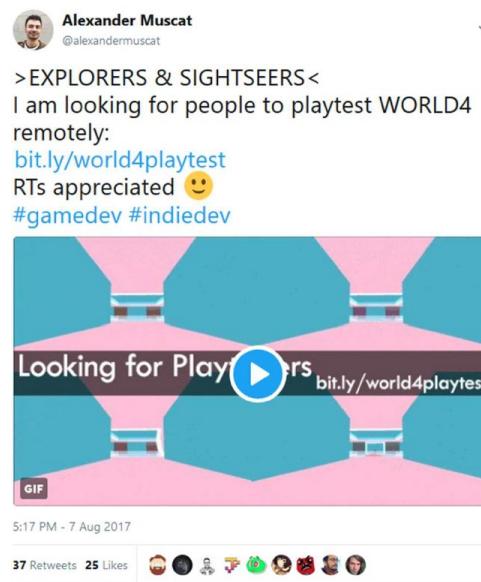 Alexander Muscat
@alexandermuscat
>EXPLORERS & SIGHTSEERS<
I am looking for people to playtest WORLD4
remotely:
bit.ly/world4playtest
RTs appreciated 🙂
#gamedev #indiedev
Looking for Play
rs
bit.ly/world4playtes
GIF
5:17 PM - 7 Aug 2017
37 Retweets 25 Likes